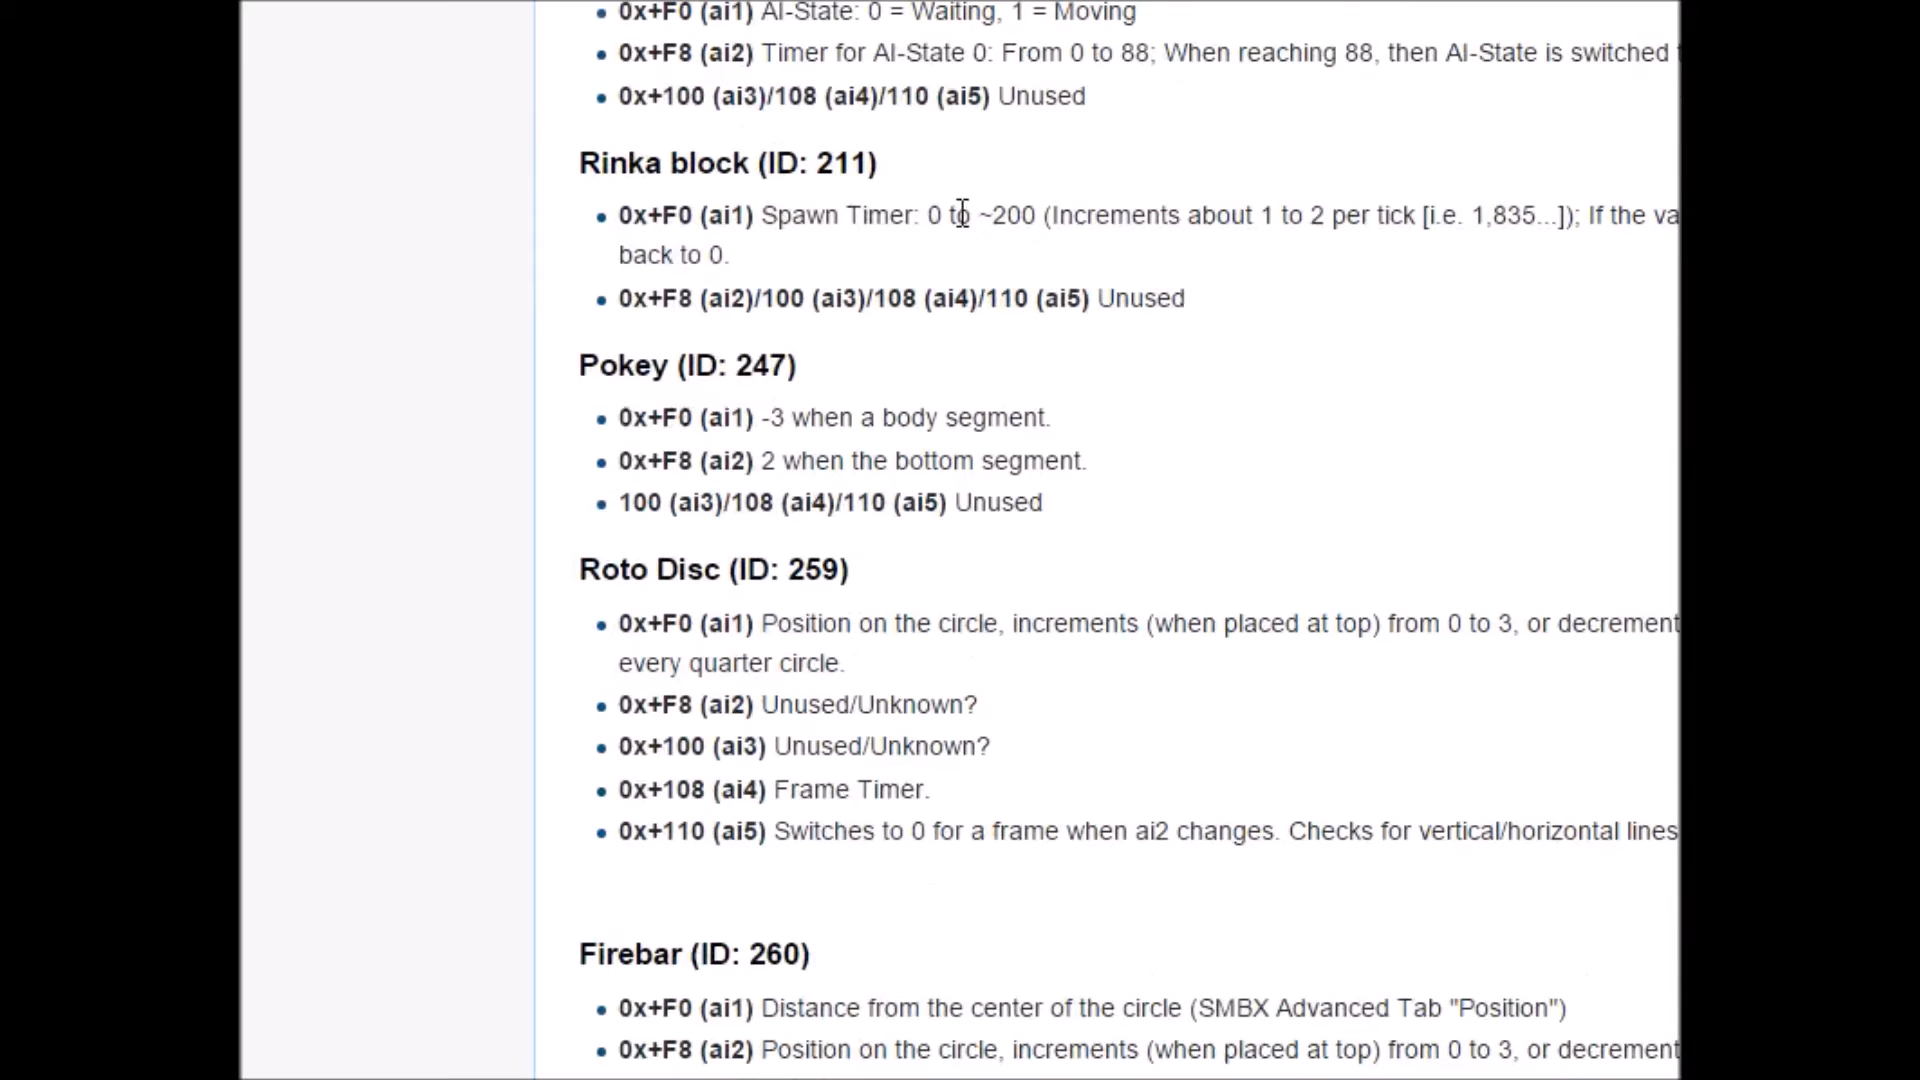 0x+F0 (ai1) AI-State: 0 = Waiting, 1 = Moving
0x+F8 (ai2) Timer for AI-State 0: From 0 to 88; When reaching 88, then AI-State is switched
0x+100 (ai3)/108 (ai4)/110 (ai5) Unused
Rinka block (ID: 211)
0x+F0 (ai1) Spawn Timer: 0 to ~200 (Increments about 1 to 2 per tick [i.e. 1,835...]); If the va
back to 0.
0x+F8 (ai2)/100 (ai3)/108 (ai4)/110 (ai5) Unused
Pokey (ID: 247)
0x+F0 (ai1) -3 when a body segment.
0x+F8 (ai2) 2 when the bottom segment.
100 (ai3)/108 (ai4)/110 (ai5) Unused
Roto Disc (ID: 259)
0x+F0 (ai1) Position on the circle, increments (when placed at top) from 0 to 3, or decrement
every quarter circle.
0x+F8 (ai2) Unused/Unknown?
0x+100 (ai3) Unused/Unknown?
0x+108 (ai4) Frame Timer.
0x+110 (ai5) Switches to 0 for a frame when ai2 changes. Checks for vertical/horizontal lines
Firebar (ID: 260)
0x+F0 (ai1) Distance from the center of the circle (SMBX Advanced Tab "Position")
0x+F8 (ai2) Position on the circle, increments (when placed at top) from 0 to 3, or decrement